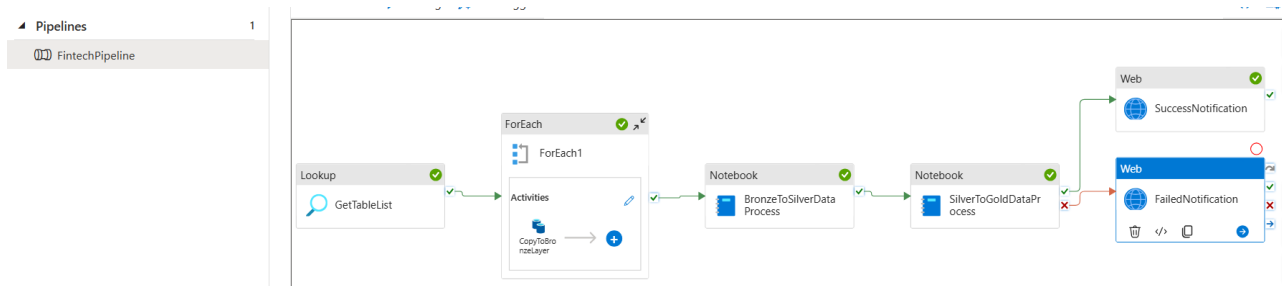 Pipelines 1
FintechPipeline
Lookup
GetTableList
ForEach
ForEach1
Activities
CopyToBro
nzeLayer
Notebook
BronzeToSilverData
Process
Notebook
SilverToGoldDataPr
ocess
Web
SuccessNotification
Web
FailedNotification